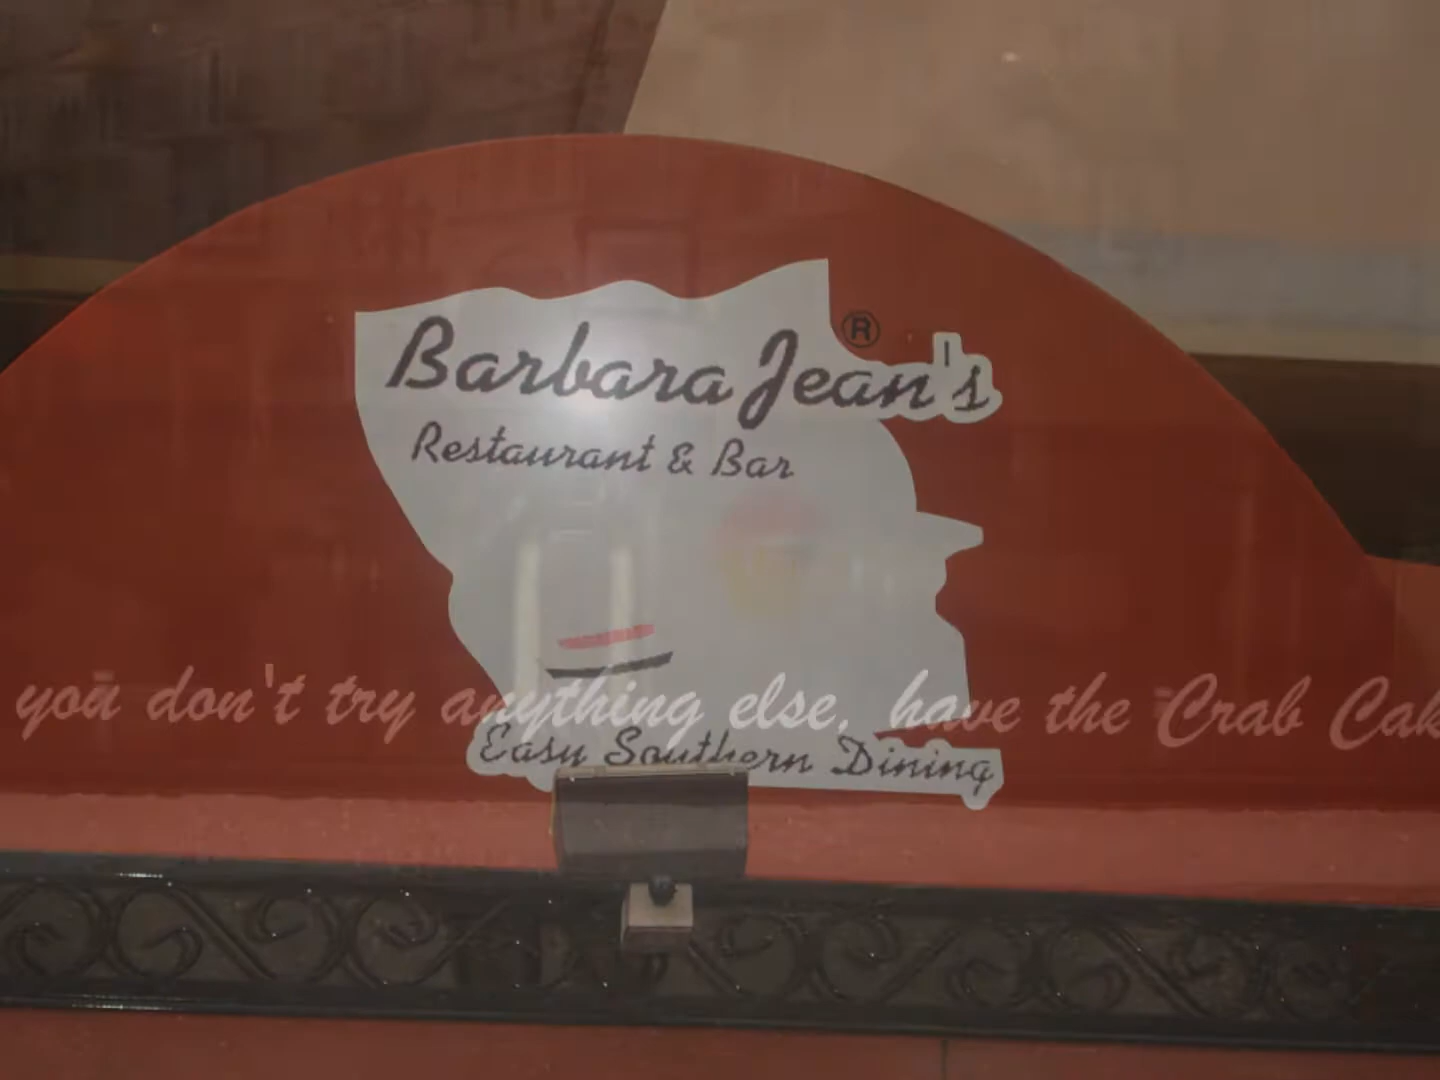 Barbara Jean's ®
Restaurant & Bar
you don't try anything else, have the Crab Cak
Easy Southern Dining